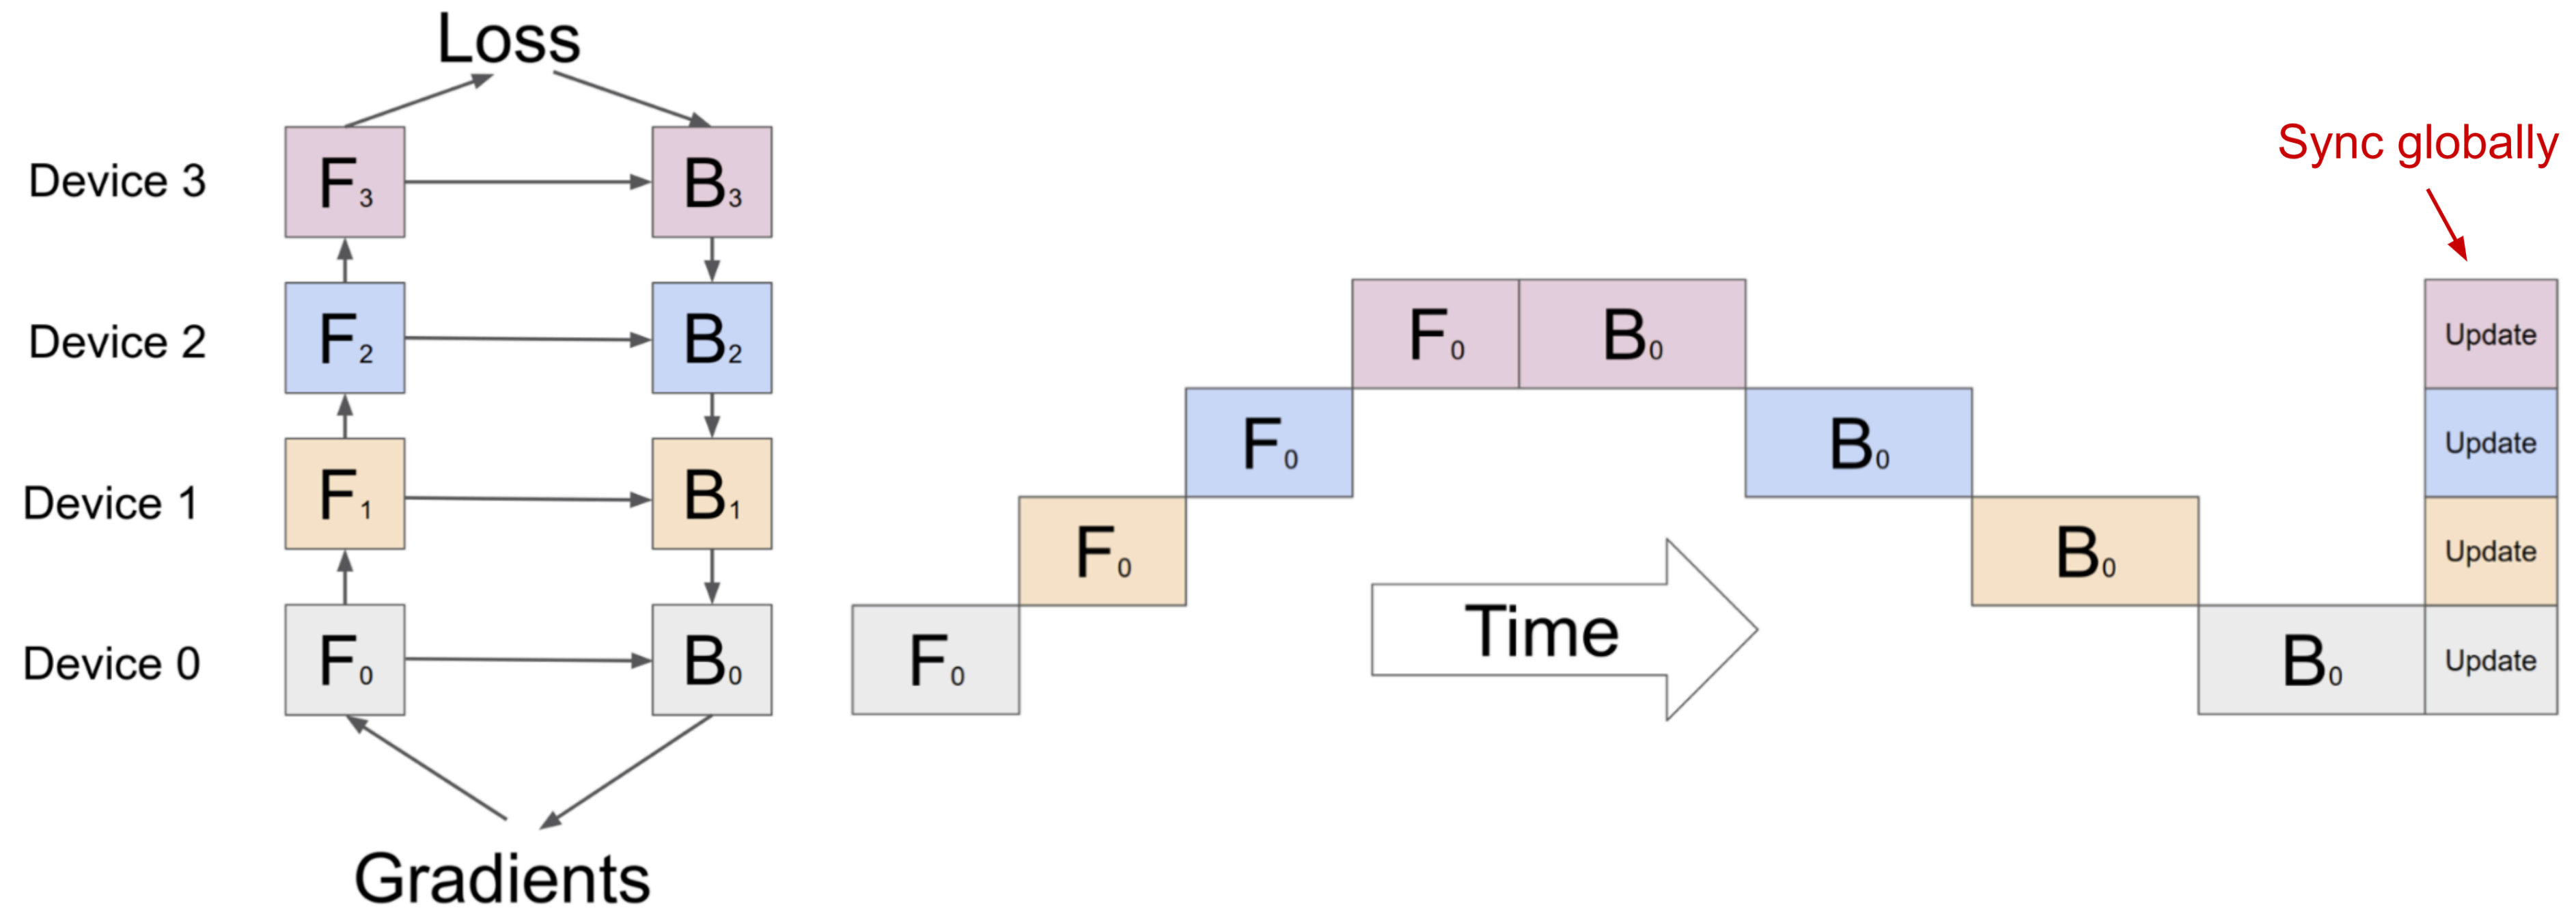 Loss
Sync globally
Device 3 F3 B3
F0 B0 Update
Device 2 F2 B2
F0 B0 Update
Device 1 F1 B1
F0 B0 Update
Time
Device 0 F0 B0
F0 B0 Update
Gradients